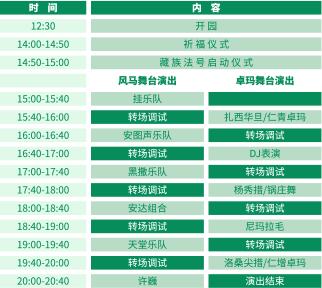 时 间 内 容
12:30 开 园
14:00-14:50 祈 福 仪 式
14:50-15:00 藏 族 法 号 启 动 仪 式
风马舞台演出 卓玛舞台演出
15:00-15:40 挂乐队
15:40-16:00 转场调试 扎西华旦/仁青卓玛
16:00-16:40 安图声乐队 转场调试
16:40-17:00 转场调试 DJ表演
17:00-17:40 黑撒乐队 转场调试
17:40-18:00 转场调试 杨秀措/锅庄舞
18:00-18:40 安达组合 转场调试
18:40-19:00 转场调试 尼玛拉毛
19:00-19:40 天堂乐队 转场调试
19:40-20:00 转场调试 洛桑尖措/仁增卓玛
20:00-20:40 许巍 演出结束